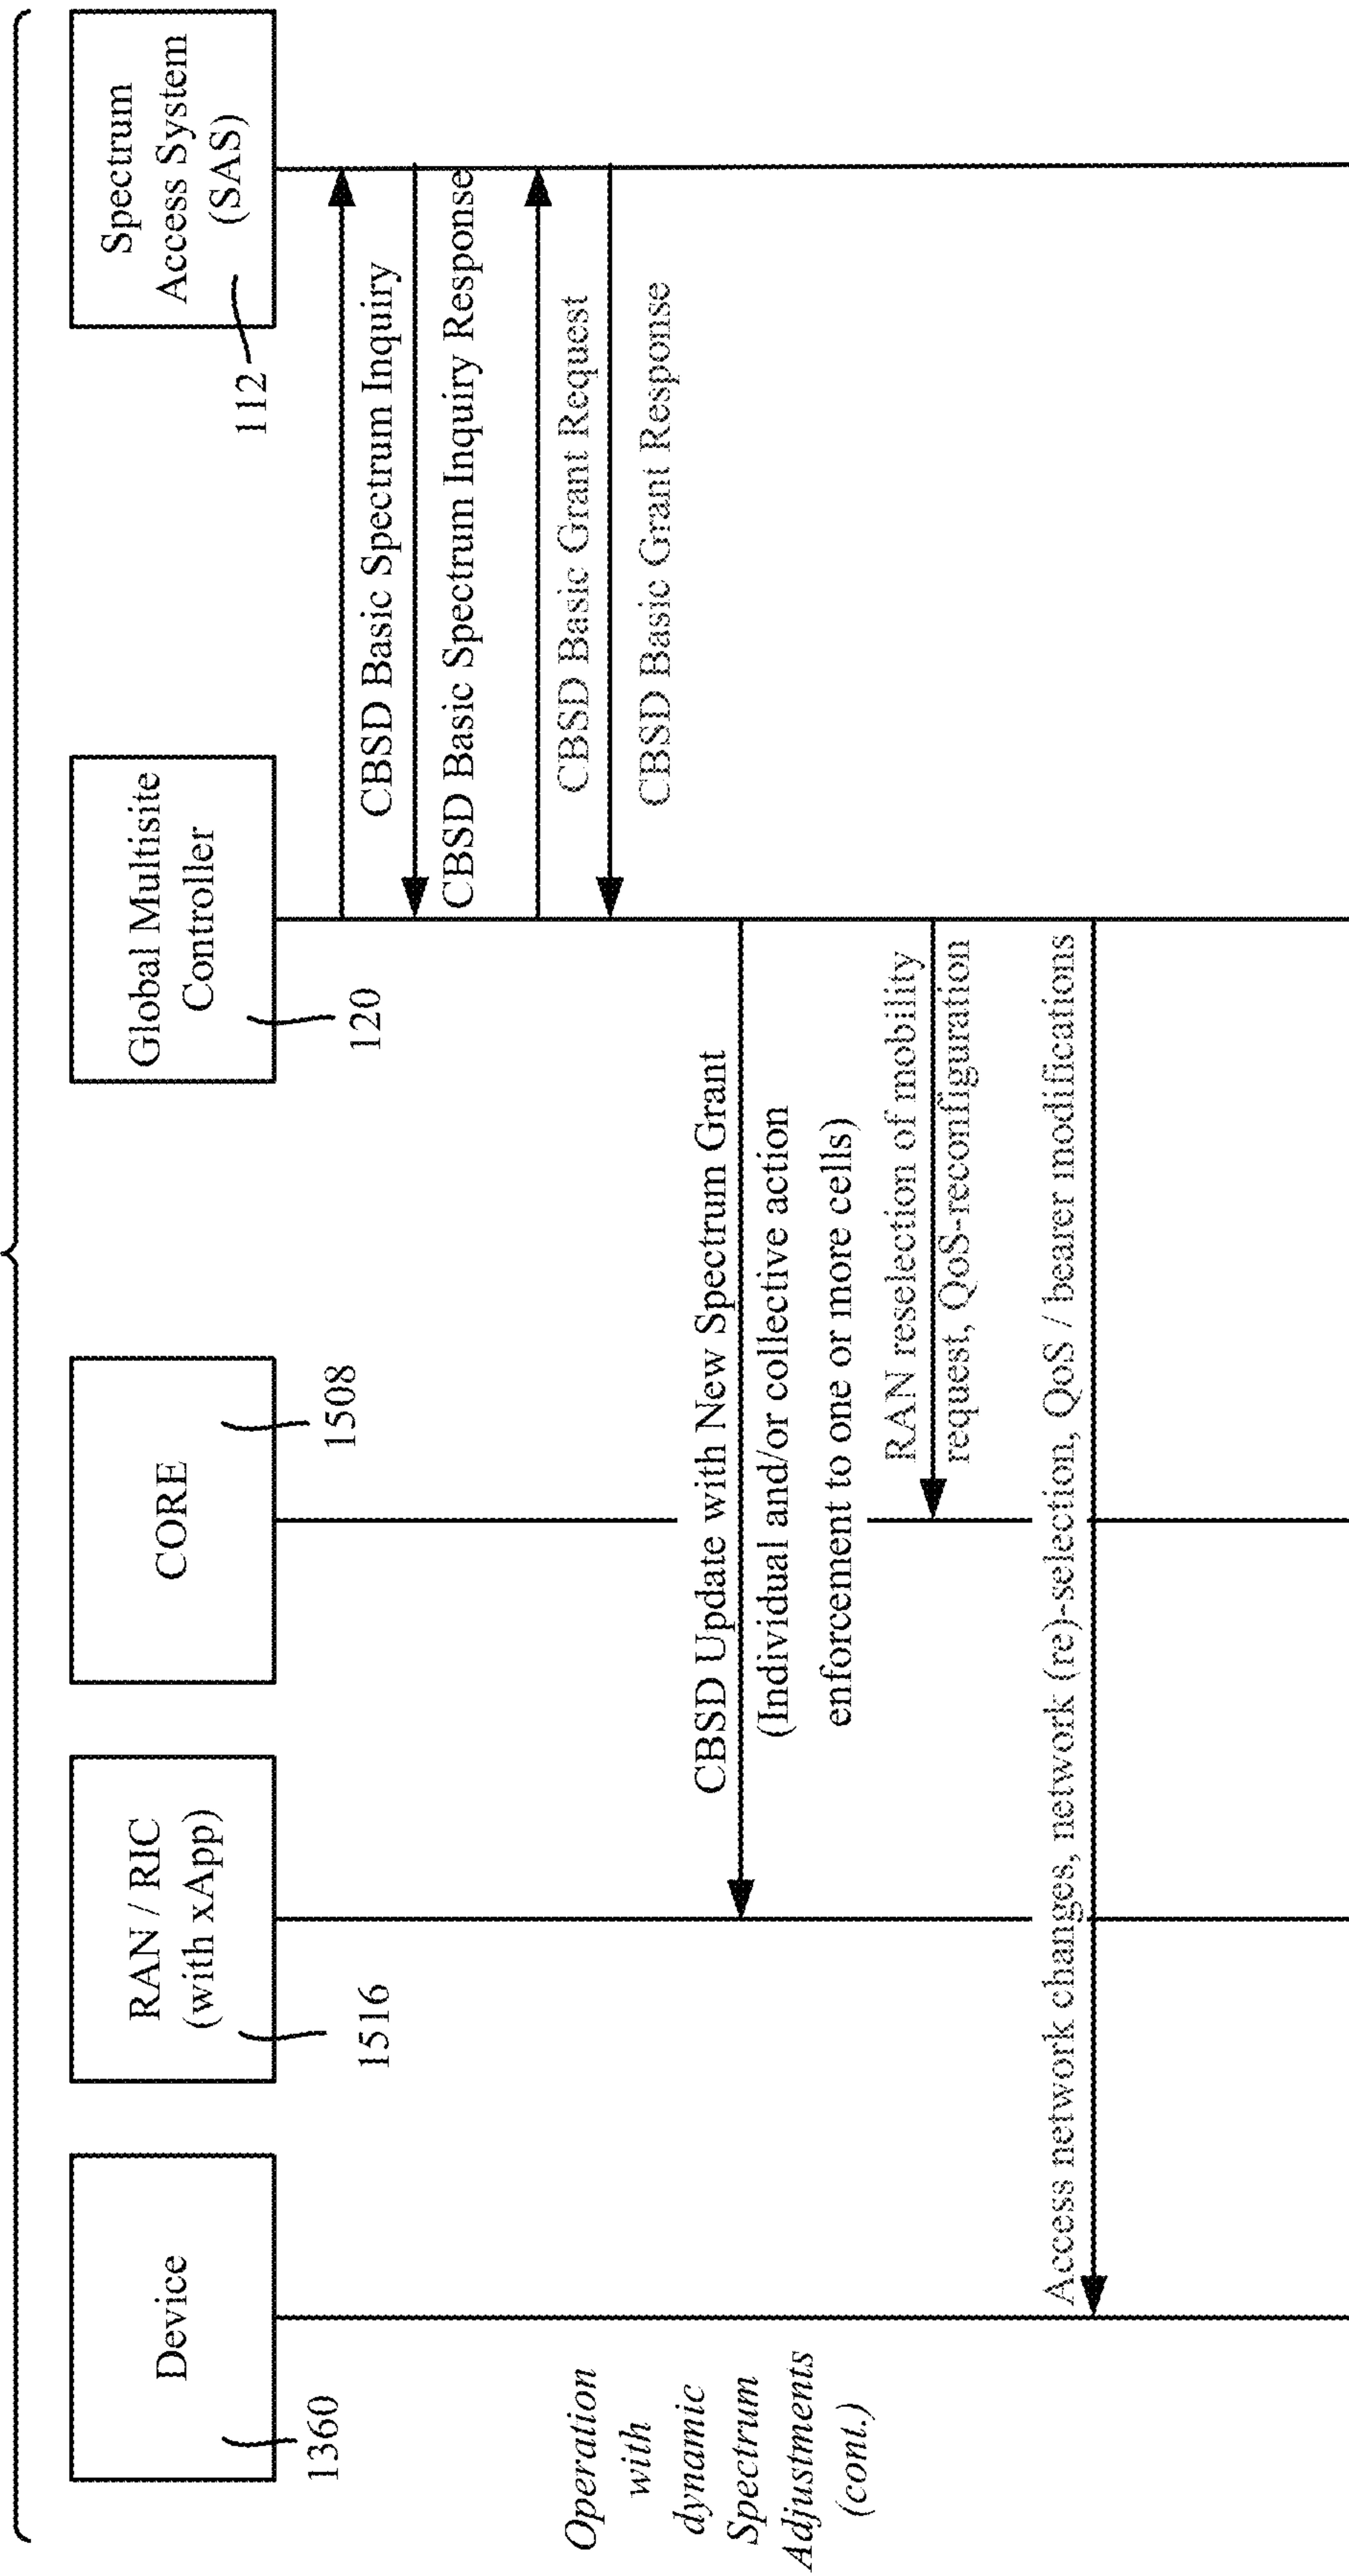 Device
1360
RAN / RIC
(with xApp)
1516
CORE
1508
Global Multisite
Controller
120
Spectrum
Access System
(SAS)
112
CBSD Basic Spectrum Inquiry
CBSD Basic Spectrum Inquiry Response
Operation
with
dynamic
Spectrum
Adjustments
(cont.)
CBSD Basic Grant Request
CBSD Basic Grant Response
CBSD Update with New Spectrum Grant
(Individual and/or collective action
enforcement to one or more cells)
RAN reselection of mobility
request, QoS-reconfiguration
Access network changes, network (re)-selection, QoS / bearer modifications